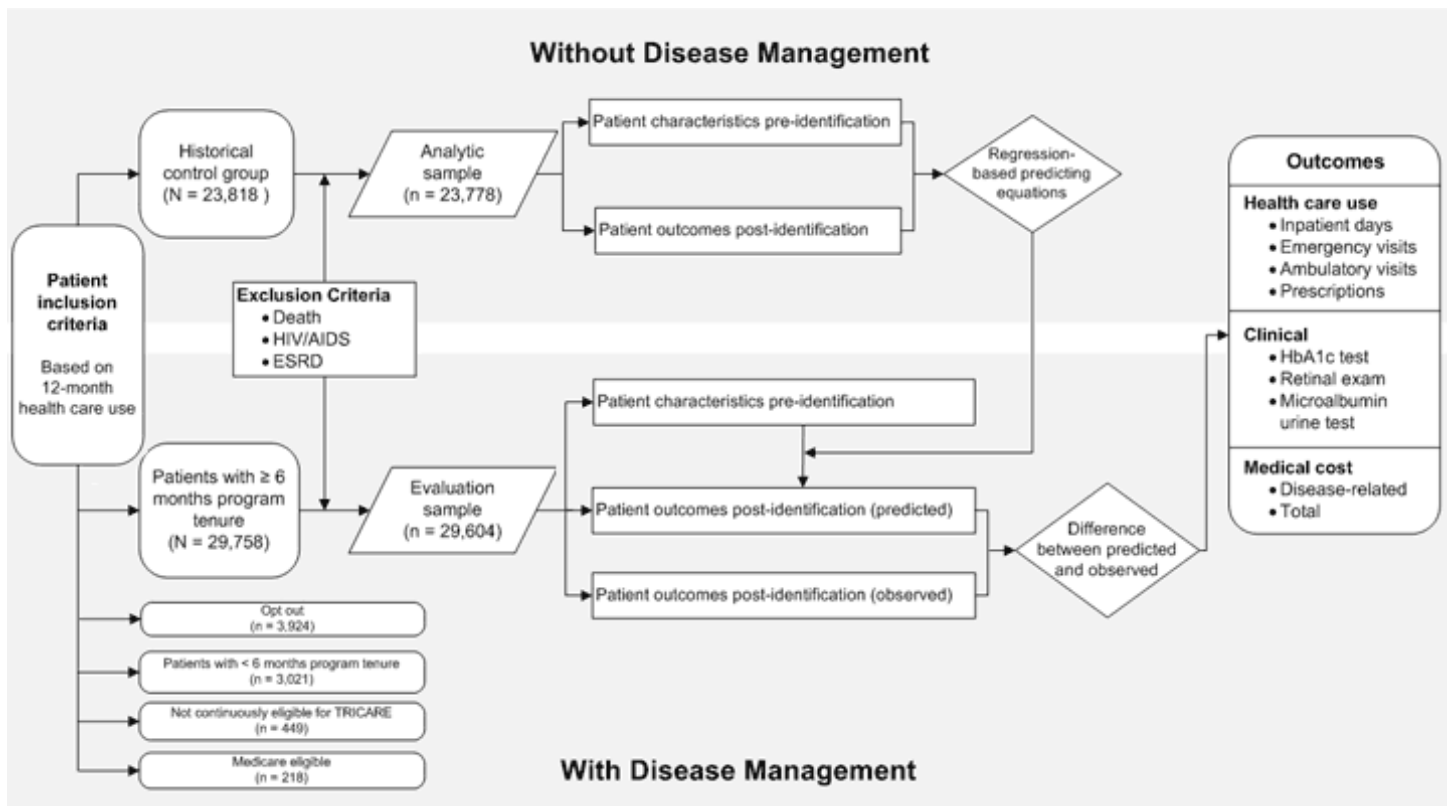 Without Disease Management
Patient
inclusion
criteria
Based on
12-month
health care use
Historical
control group
(N = 23,818 )
Analytic
sample
(n = 23,778)
Patient characteristics pre-identification
Patient outcomes post-identification
Regression-
based predicting
equations
Exclusion Criteria
• Death
• HIV/AIDS
• ESRD
Patients with ≥ 6
months program
tenure
(N = 29,758)
Evaluation
sample
(n = 29,604)
Patient characteristics pre-identification
Patient outcomes post-identification (predicted)
Patient outcomes post-identification (observed)
Difference
between predicted
and observed
Outcomes
Health care use
• Inpatient days
• Emergency visits
• Ambulatory visits
• Prescriptions
Clinical
• HbA1c test
• Retinal exam
• Microalbumin
urine test
Medical cost
• Disease-related
• Total
Opt out
(n = 3,924)
Patients with < 6 months program tenure
(n = 3,021)
Not continuously eligible for TRICARE
(n = 449)
Medicare eligible
(n = 218)
With Disease Management